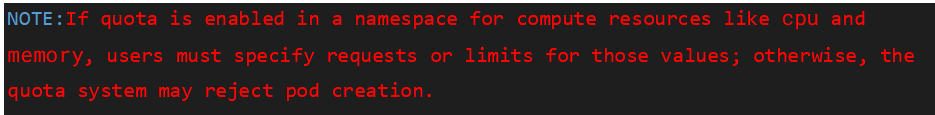 NOTE:If quota is enabled in a namespace for compute resources like cpu and
memory, users must specify requests or limits for those values; otherwise, the
quota system may reject pod creation.